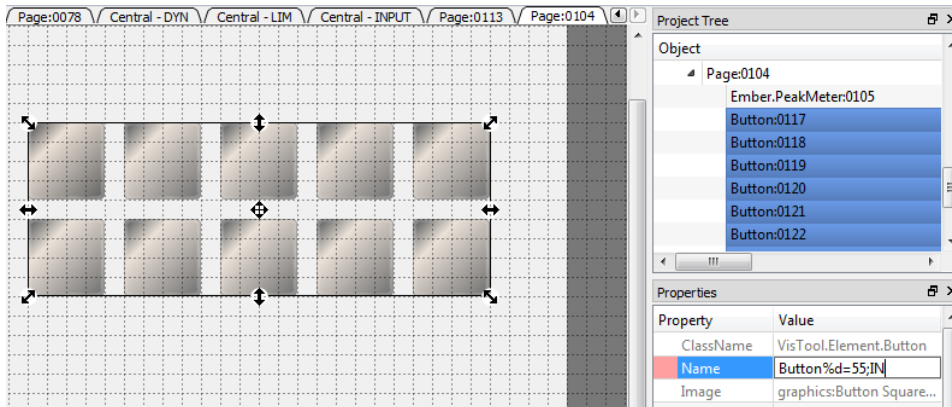 Page:0078 Central - DYN Central - LIM Central - INPUT Page:0113 Page:0104
Project Tree
Object
Page:0104
Ember.PeakMeter:0105
Button:0117
Button:0118
Button:0119
Button:0120
Button:0121
Button:0122
Properties
Property Value
ClassName VisTool.Element.Button
Name Button%d=55;IN
Image graphics:Button Square...